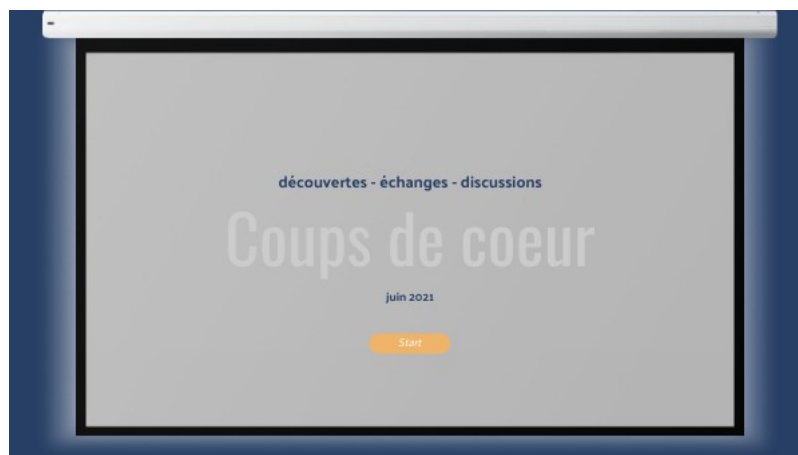 découvertes - échanges - discussions
Coups de coeur
juin 2021
Start